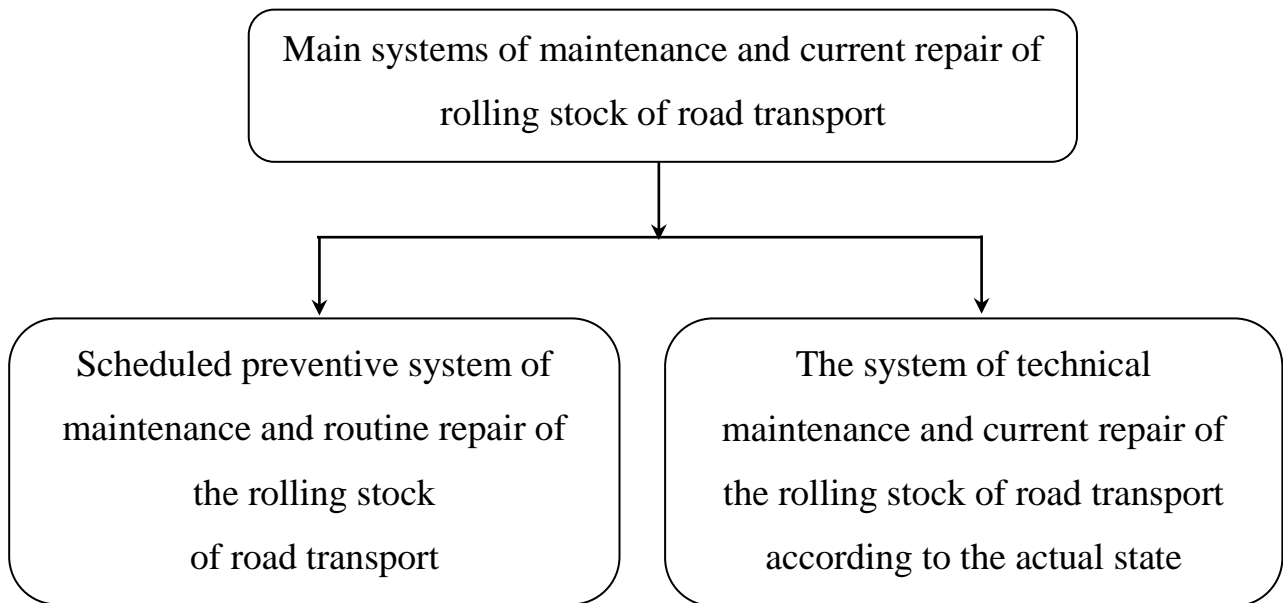 Main systems of maintenance and current repair of
rolling stock of road transport
Scheduled preventive system of
maintenance and routine repair of
the rolling stock
of road transport
The system of technical
maintenance and current repair of
the rolling stock of road transport
according to the actual state